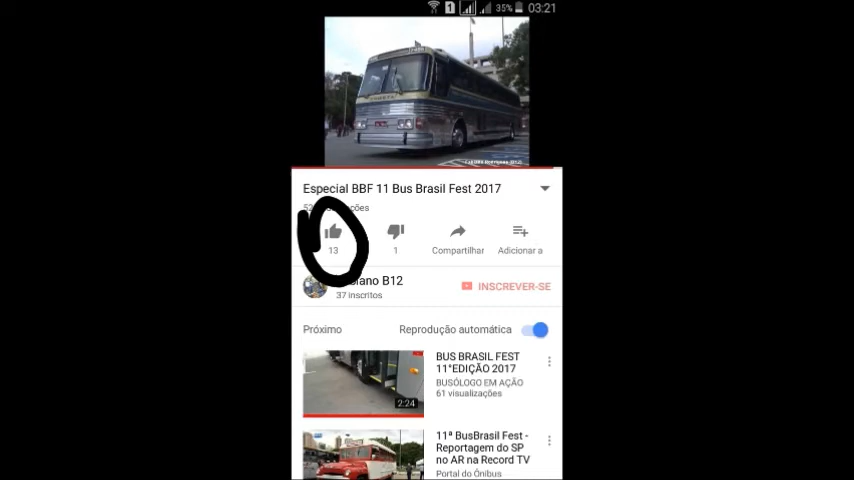 1 35% 03:21
Especial BBF 11 Bus Brasil Fest 2017
13
1
Compartilhar
Adicionar a
B12
37 inscritos
INSCREVER-SE
Próximo
Reprodução automática
BUS BRASIL FEST
11°EDIÇÃO 2017
BUSÓLOGO EM AÇÃO
61 visualizações
2:24
11ª BusBrasil Fest -
Reportagem do SP
no AR na Record TV
Portal do Ônibus